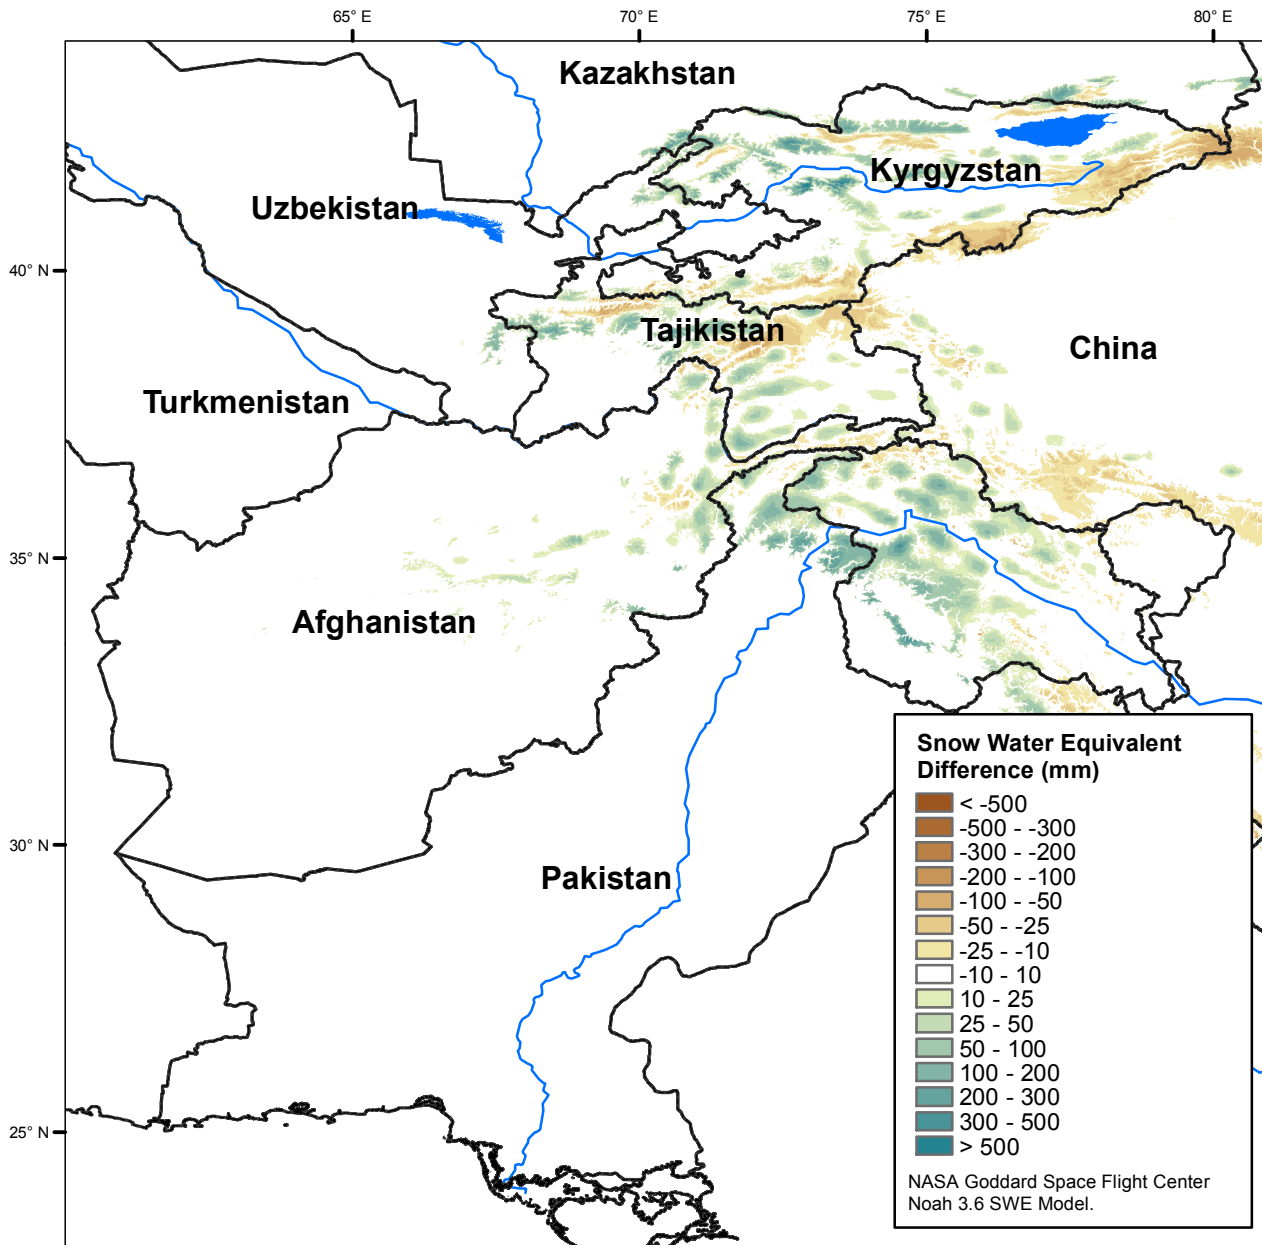 65° E 70° E 75° E 80° E
Kazakhstan
Kyrgyzstan
Uzbekistan
40° N
Tajikistan
China
Turkmenistan
35° N
Afghanistan
Snow Water Equivalent
Difference (mm)
< -500
-500 - -300
-300 - -200
-200 - -100
-100 - -50
-50 - -25
-25 - -10
-10 - 10
10 - 25
25 - 50
50 - 100
100 - 200
200 - 300
300 - 500
> 500
NASA Goddard Space Flight Center
Noah 3.6 SWE Model.
30° N
Pakistan
25° N